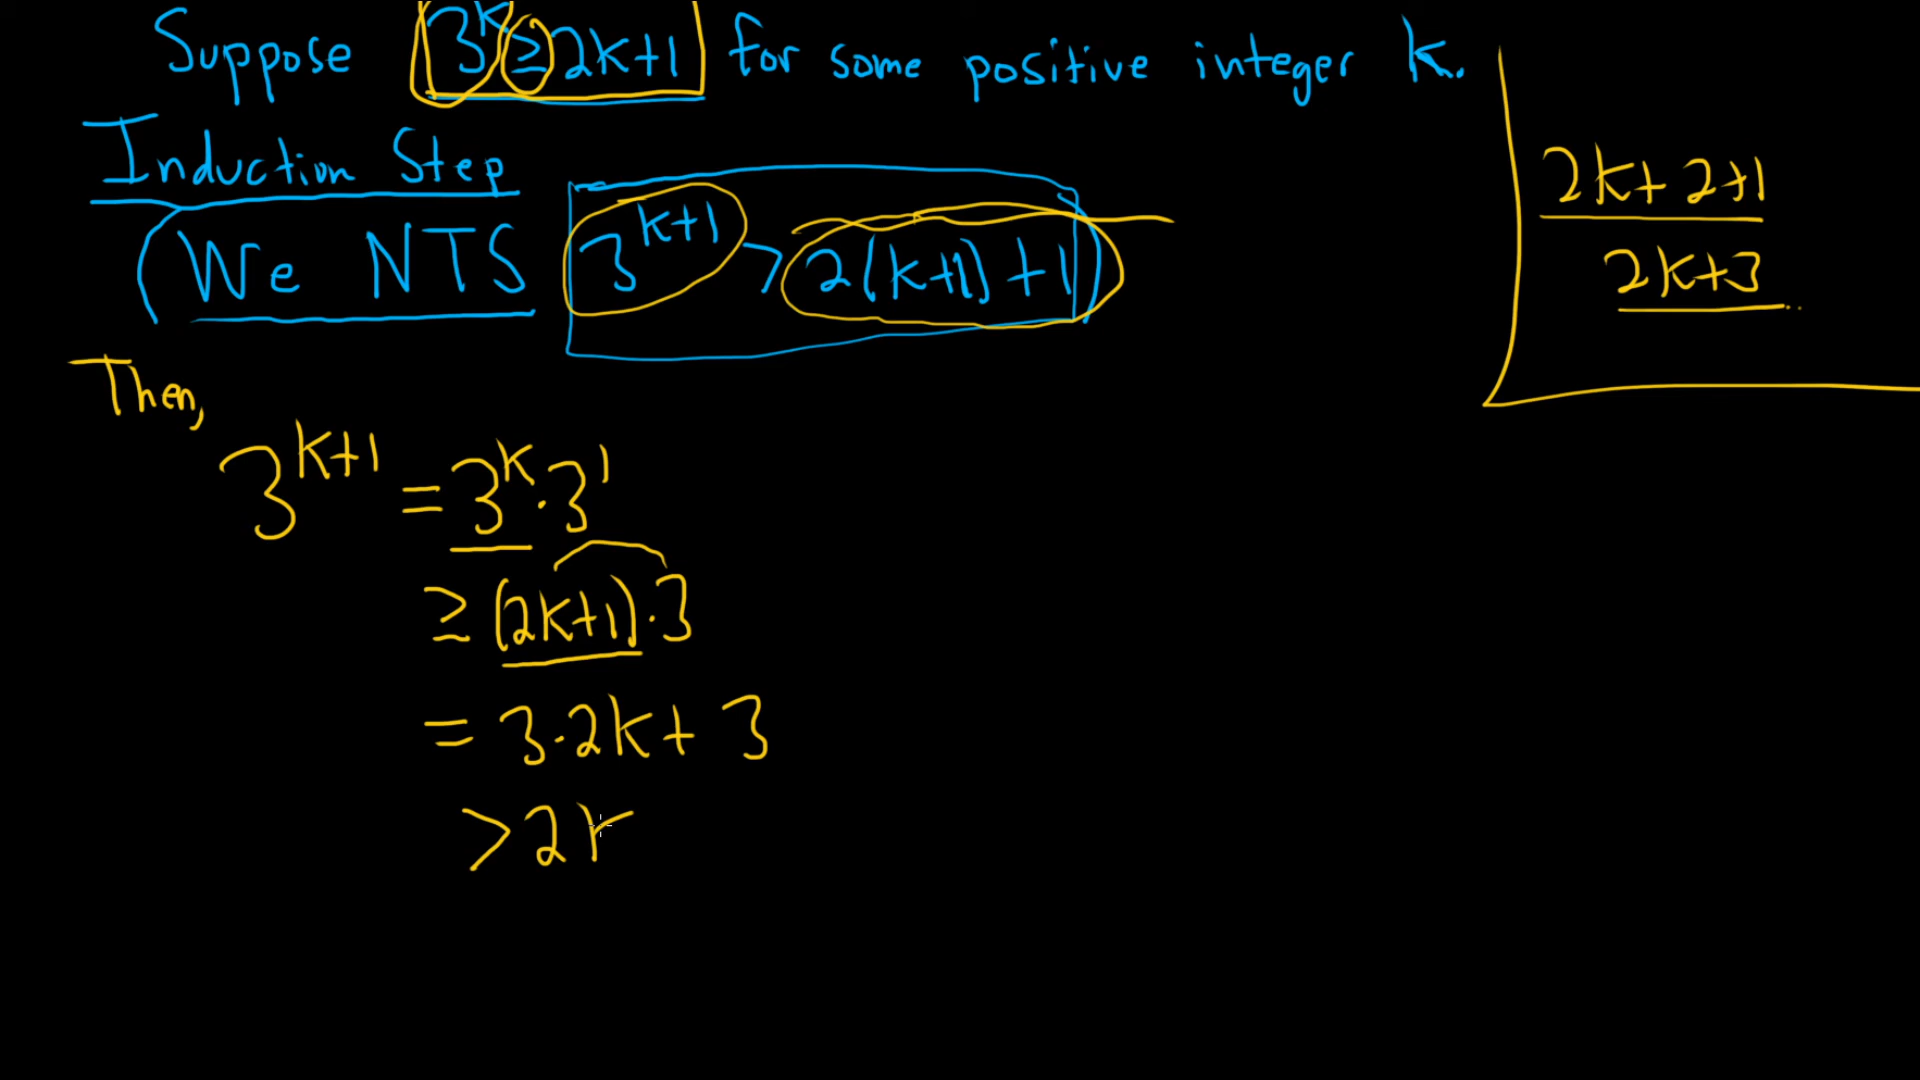 Suppose 3^k ≥ 2k+1 for some positive integer k.
Induction Step
(We NTS 3^{k+1} > 2(k+1)+1)
2k+2+1
2k+3
Then,
3^{k+1} = 3^k · 3^1
≥ (2k+1) · 3
= 3·2k + 3
> 2k